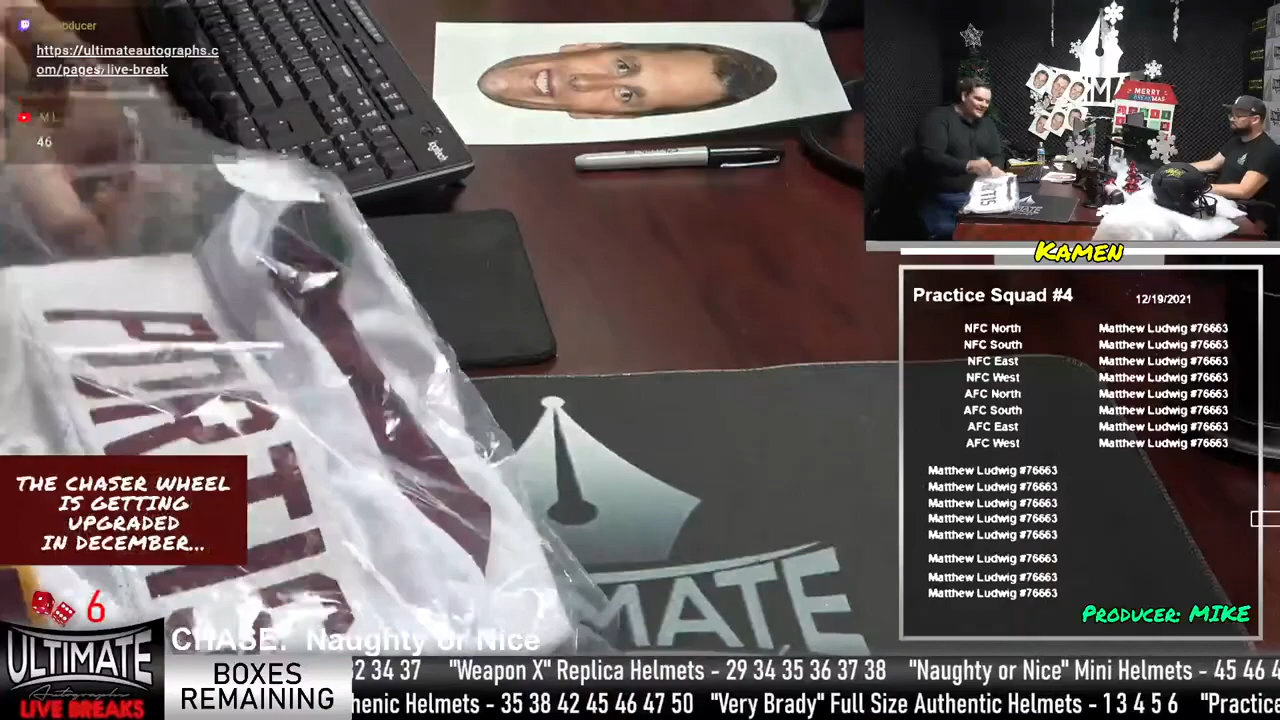 https://ultimateautographs.c
om/pages/live-break
46
logitech
PIRTTS
MERRY
BREAKMAS
KAMEN
Practice Squad #4
12/19/2021
NFC North Matthew Ludwig #76663
NFC South Matthew Ludwig #76663
NFC East Matthew Ludwig #76663
NFC West Matthew Ludwig #76663
AFC North Matthew Ludwig #76663
AFC South Matthew Ludwig #76663
AFC East Matthew Ludwig #76663
AFC West Matthew Ludwig #76663
Matthew Ludwig #76663
Matthew Ludwig #76663
Matthew Ludwig #76663
Matthew Ludwig #76663
Matthew Ludwig #76663
Matthew Ludwig #76663
Matthew Ludwig #76663
Matthew Ludwig #76663
PRODUCER: MIKE
THE CHASER WHEEL
IS GETTING
UPGRADED
IN DECEMBER...
6
CHASE: Naughty or Nice
ULTIMATE
Autographs
LIVE BREAKS
BOXES
REMAINING
34 37 "Weapon X" Replica Helmets - 29 34 35 36 37 38 "Naughty or Nice" Mini Helmets - 45 46
Helmets - 35 38 42 45 46 47 50 "Very Brady" Full Size Authentic Helmets - 1 3 4 5 6 "Practice